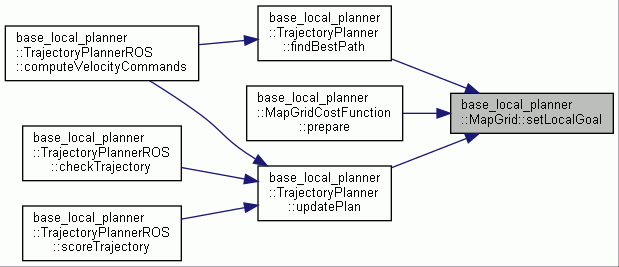 base_local_planner
::TrajectoryPlannerROS
::computeVelocityCommands
base_local_planner
::TrajectoryPlanner
::findBestPath
base_local_planner
::MapGridCostFunction
::prepare
base_local_planner
::MapGrid::setLocalGoal
base_local_planner
::TrajectoryPlannerROS
::checkTrajectory
base_local_planner
::TrajectoryPlanner
::updatePlan
base_local_planner
::TrajectoryPlannerROS
::scoreTrajectory